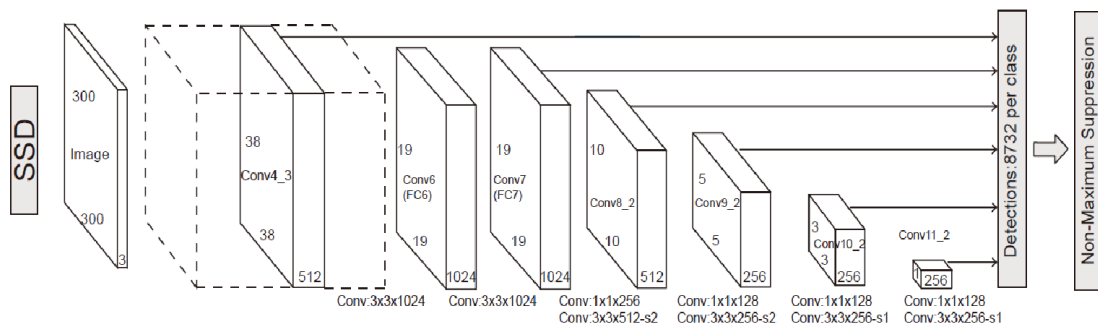 SSD
300
Image
300
3
38
Conv4_3
38
512
19
Conv6
(FC6)
19
1024
19
Conv7
(FC7)
19
1024
10
Conv8_2
10
512
5
Conv9_2
5
256
3
Conv10_2
3
256
Conv11_2
1
256
Conv:3x3x1024
Conv:3x3x1024
Conv:1x1x256
Conv:3x3x512-s2
Conv:1x1x128
Conv:3x3x256-s2
Conv:1x1x128
Conv:3x3x256-s1
Conv:1x1x128
Conv:3x3x256-s1
Detections:8732 per class
Non-Maximum Suppression